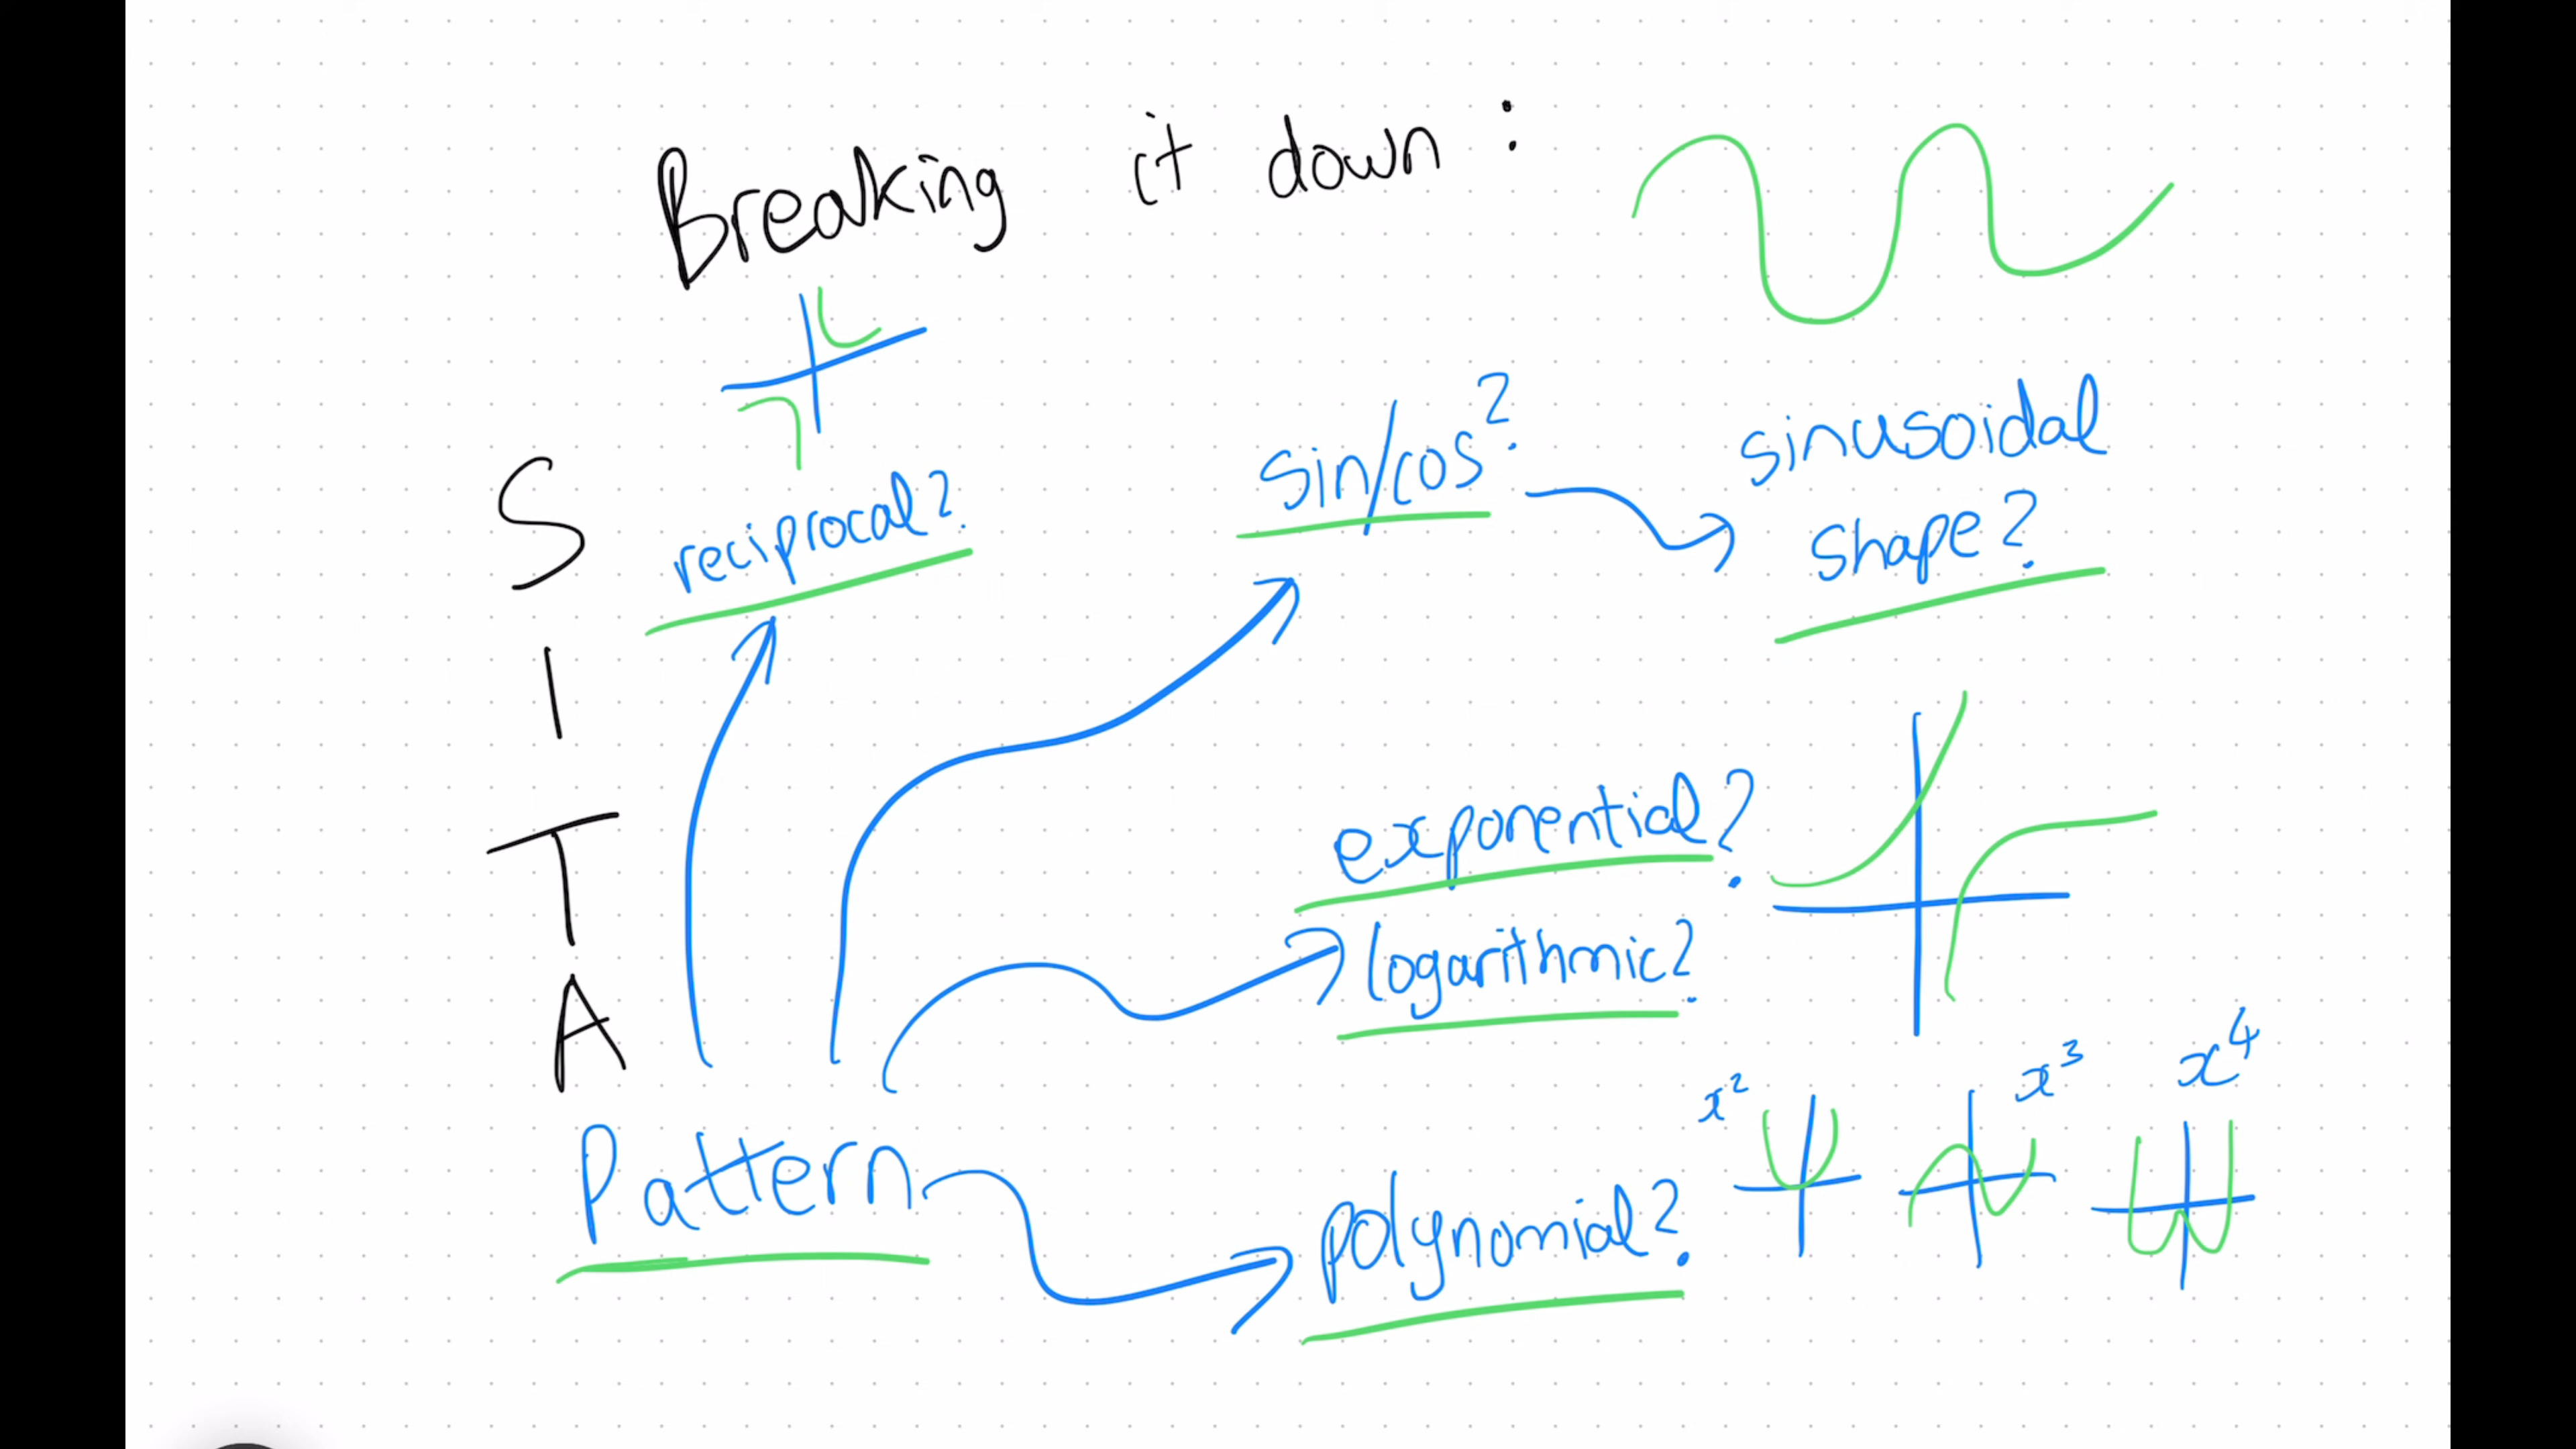 Breaking it down :
S
I
T
A
Pattern
reciprocal?
sin/cos?
sinusoidal
shape?
exponential?
logarithmic?
polynomial?
x²
x³
x⁴